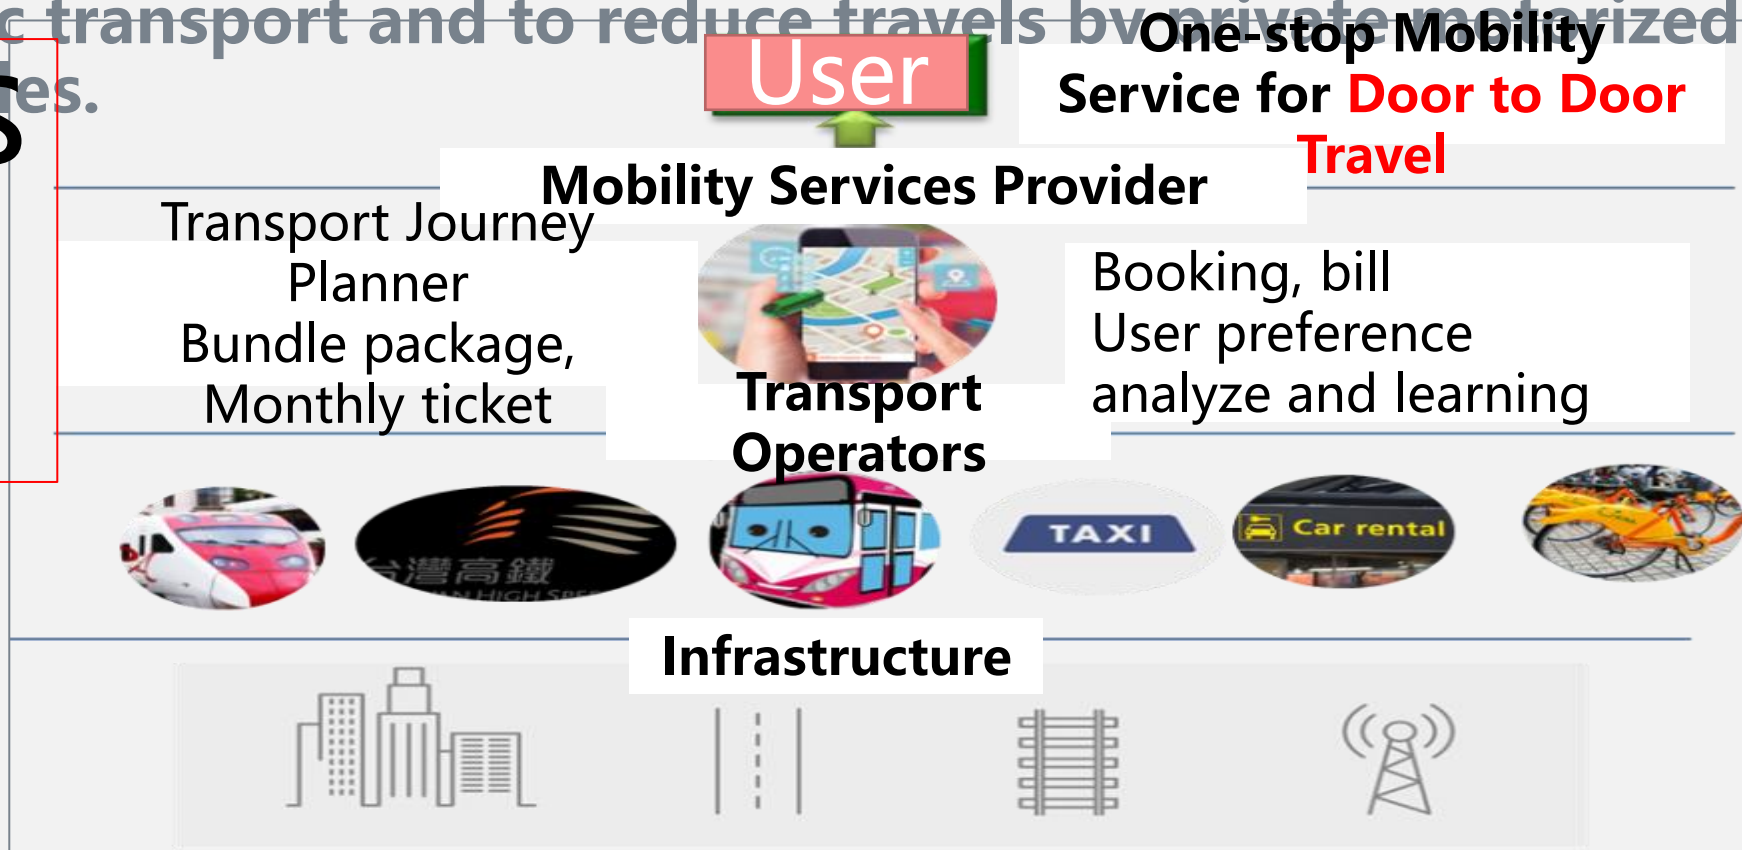 c transport and to reduce travels by private motorized
les.
S
User
One-stop Mobility
Service for Door to Door
Travel
Mobility Services Provider
Transport Journey
Planner
Bundle package,
Monthly ticket
Booking, bill
User preference
analyze and learning
Transport
Operators
台灣高鐵
TAXI
Car rental
Infrastructure